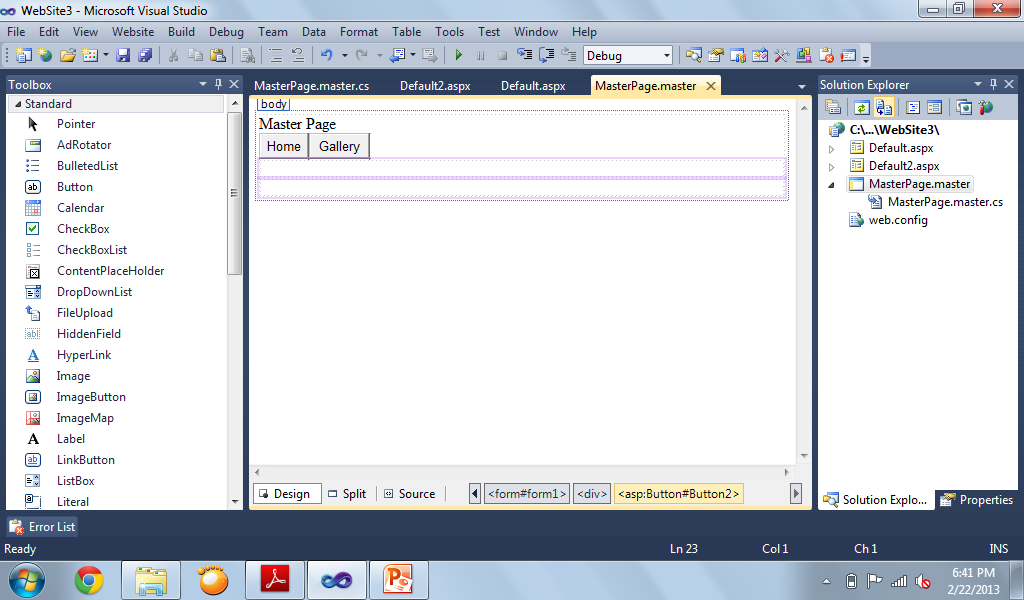 WebSite3 - Microsoft Visual Studio
File Edit View Website Build Debug Team Data Format Table Tools Test Window Help
Debug
Toolbox
Standard
Pointer
AdRotator
BulletedList
Button
Calendar
CheckBox
CheckBoxList
ContentPlaceHolder
DropDownList
FileUpload
HiddenField
HyperLink
Image
ImageButton
ImageMap
Label
LinkButton
ListBox
Literal
MasterPage.master.cs Default2.aspx Default.aspx MasterPage.master
body
Master Page
Home Gallery
Design Split Source <form#form1> <div> <asp:Button#Button2>
Solution Explorer
C:\...\WebSite3\
Default.aspx
Default2.aspx
MasterPage.master
MasterPage.master.cs
web.config
Solution Explo... Properties
Error List
Ready Ln 23 Col 1 Ch 1 INS
6:41 PM
2/22/2013